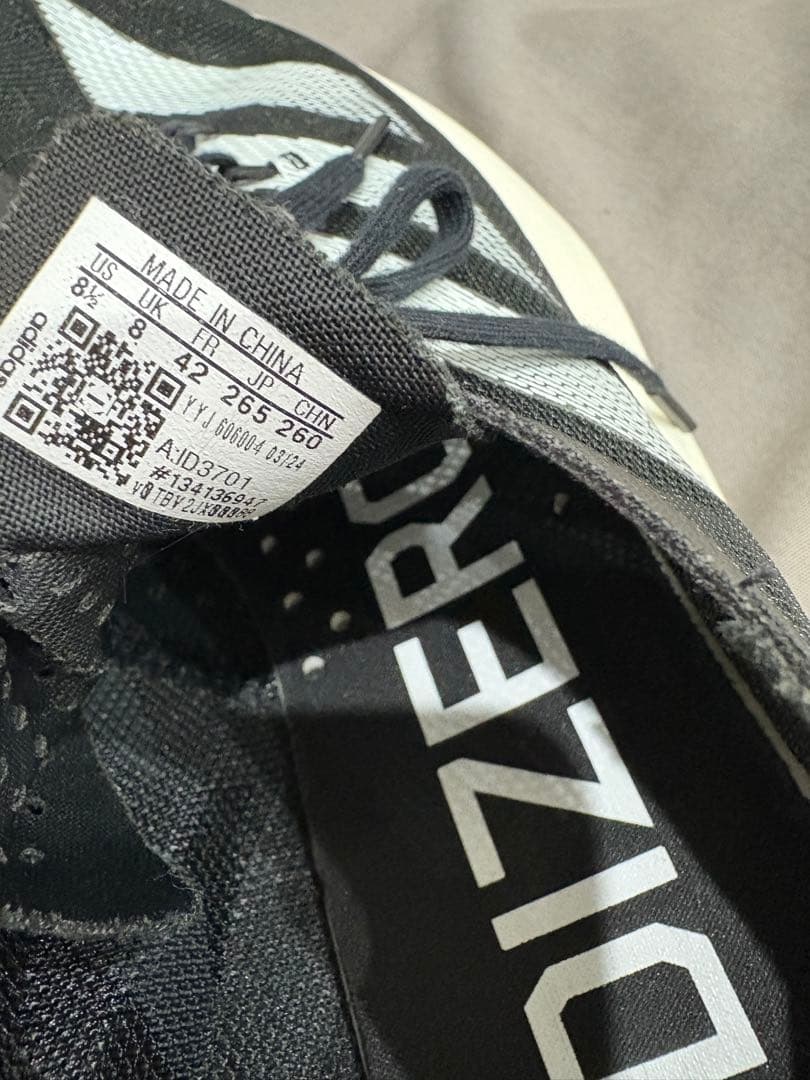 MADE IN CHINA
US UK FR JP CHN
8½ 8 42 265 260
YYJ 606004 03/24
adidas
A:ID3701
#134136947
DIZERO